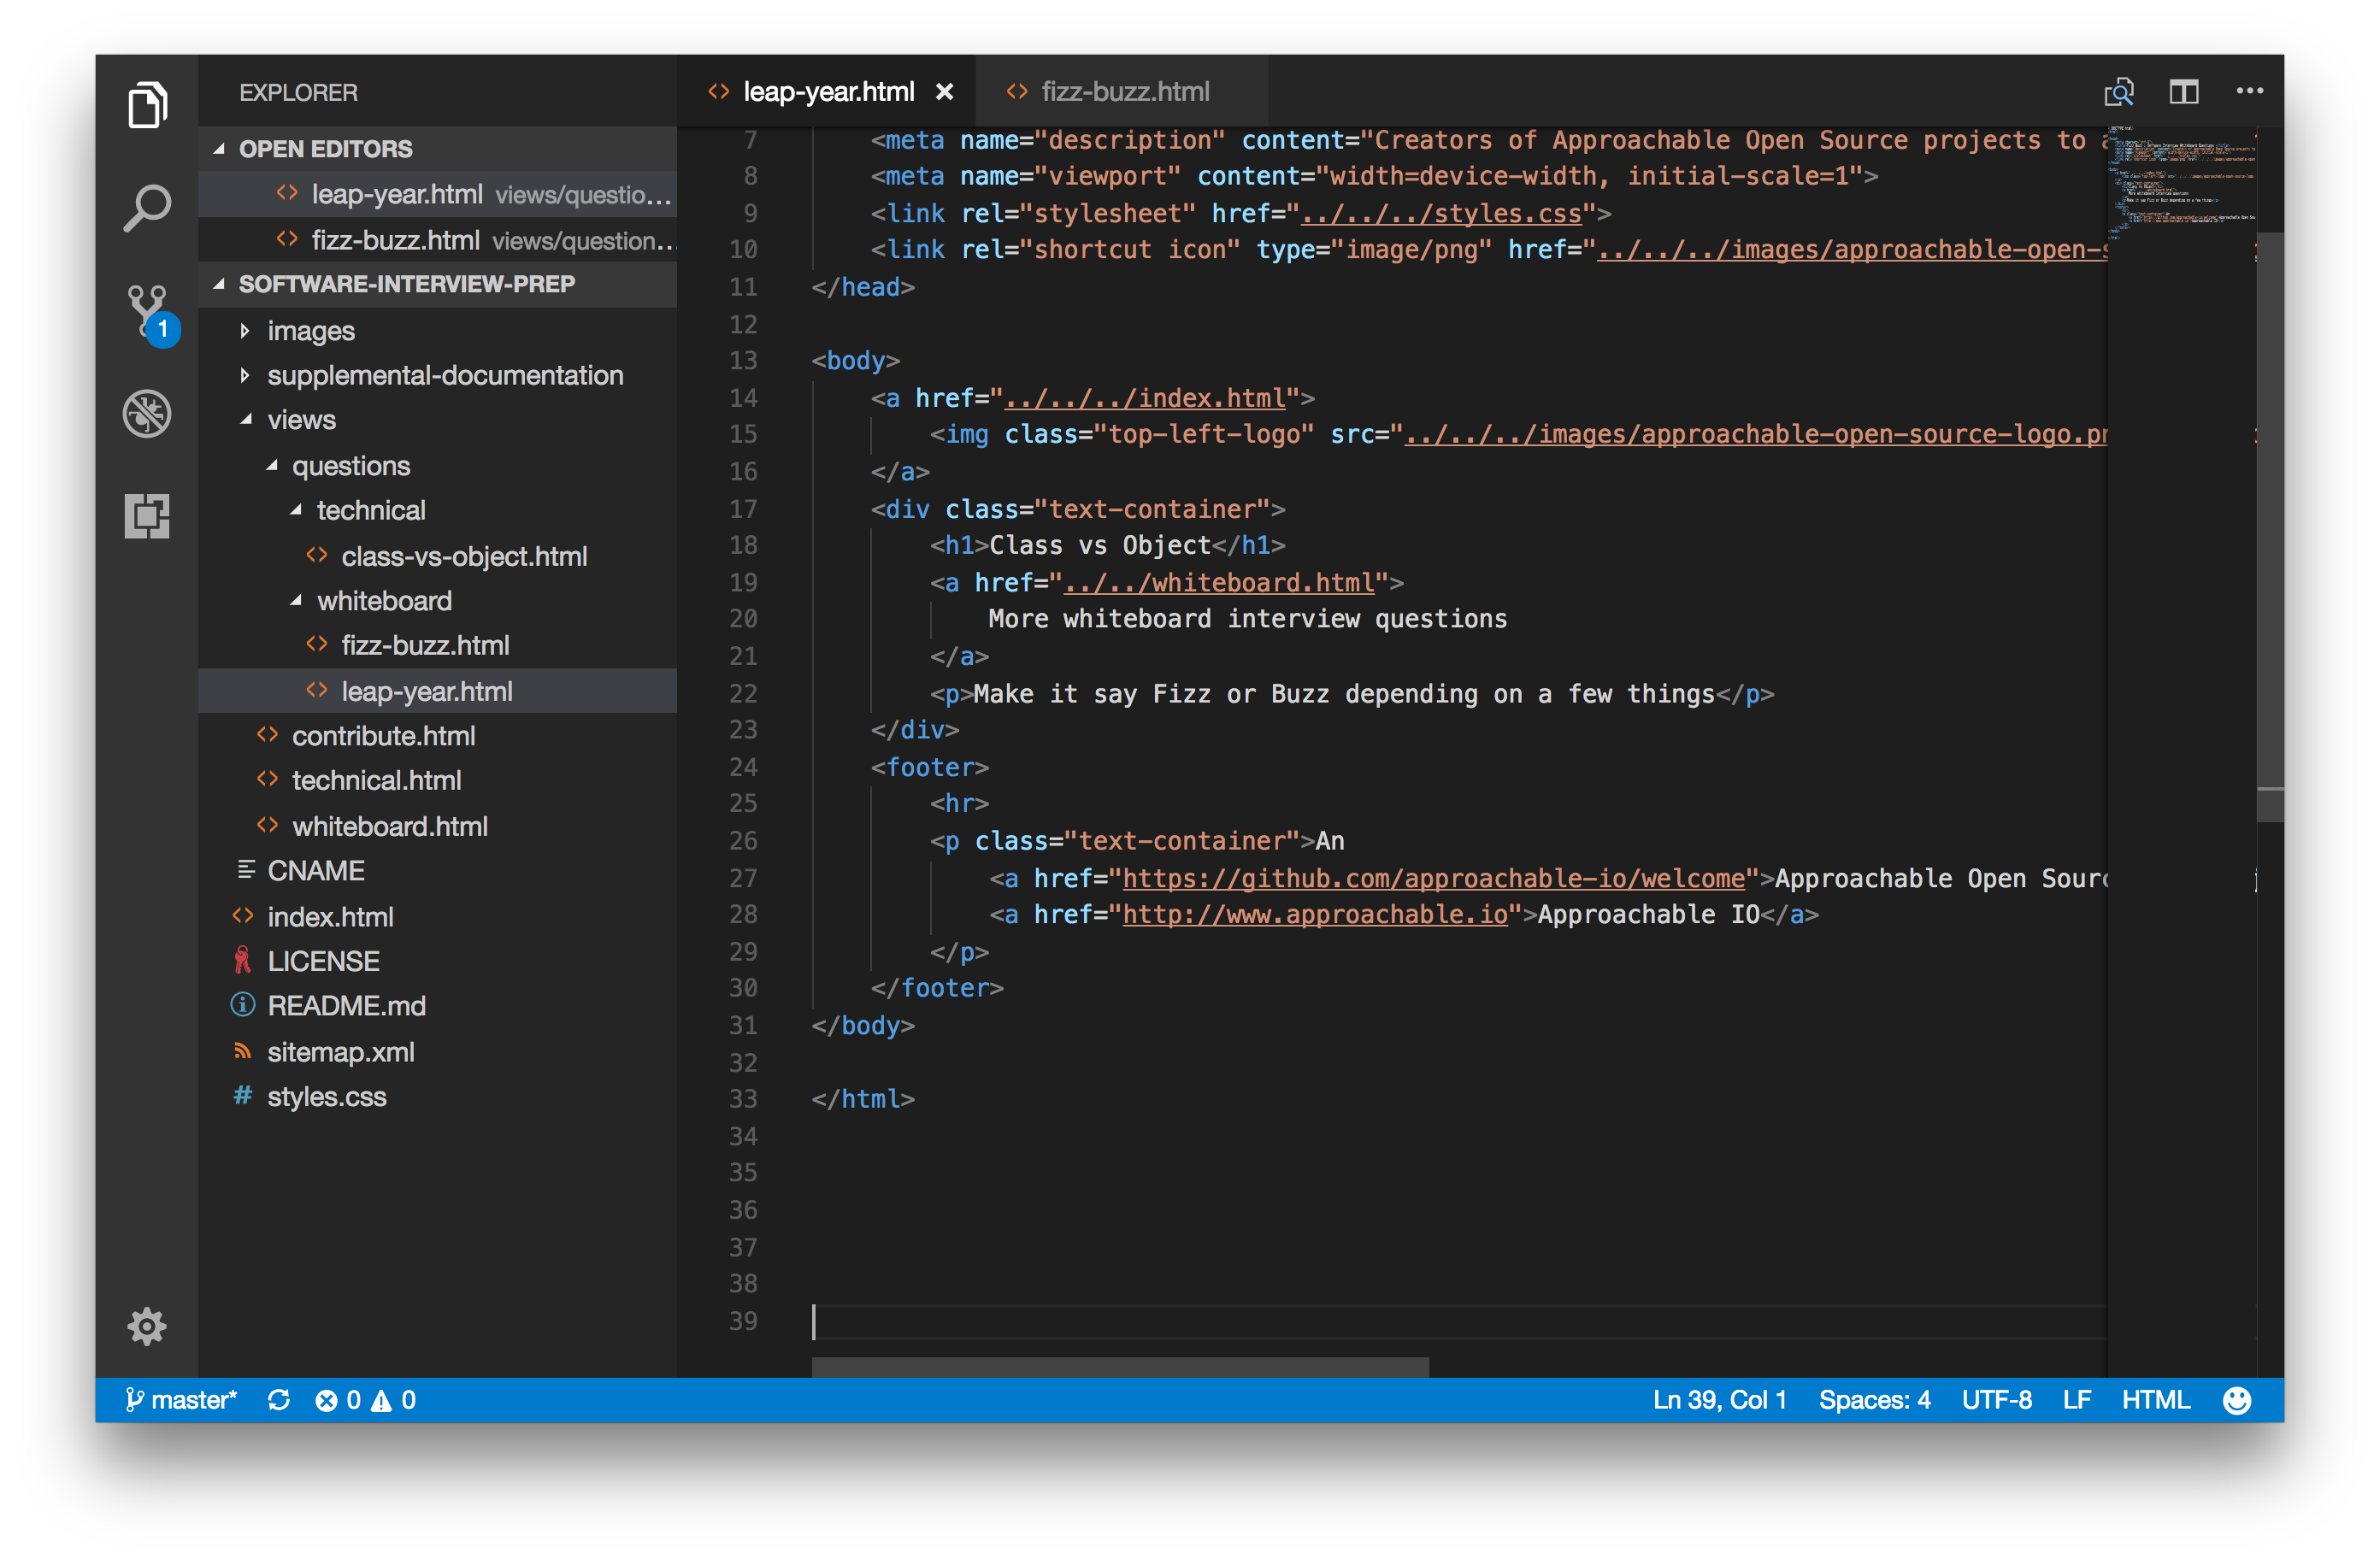 EXPLORER
OPEN EDITORS
leap-year.html views/questio...
fizz-buzz.html views/question...
SOFTWARE-INTERVIEW-PREP
images
supplemental-documentation
views
questions
technical
class-vs-object.html
whiteboard
fizz-buzz.html
leap-year.html
contribute.html
technical.html
whiteboard.html
CNAME
index.html
LICENSE
README.md
sitemap.xml
styles.css
1
leap-year.html fizz-buzz.html
7 <meta name="description" content="Creators of Approachable Open Source projects to
8 <meta name="viewport" content="width=device-width, initial-scale=1">
9 <link rel="stylesheet" href="../../../styles.css">
10 <link rel="shortcut icon" type="image/png" href="../../../images/approachable-open-
11 </head>
12
13 <body>
14 <a href="../../../index.html">
15 <img class="top-left-logo" src="../../../images/approachable-open-source-logo.pn
16 </a>
17 <div class="text-container">
18 <h1>Class vs Object</h1>
19 <a href="../../whiteboard.html">
20 More whiteboard interview questions
21 </a>
22 <p>Make it say Fizz or Buzz depending on a few things</p>
23 </div>
24 <footer>
25 <hr>
26 <p class="text-container">An
27 <a href="https://github.com/approachable-io/welcome">Approachable Open Sourc
28 <a href="http://www.approachable.io">Approachable IO</a>
29 </p>
30 </footer>
31 </body>
32
33 </html>
34
35
36
37
38
39
master* 0 0 Ln 39, Col 1 Spaces: 4 UTF-8 LF HTML